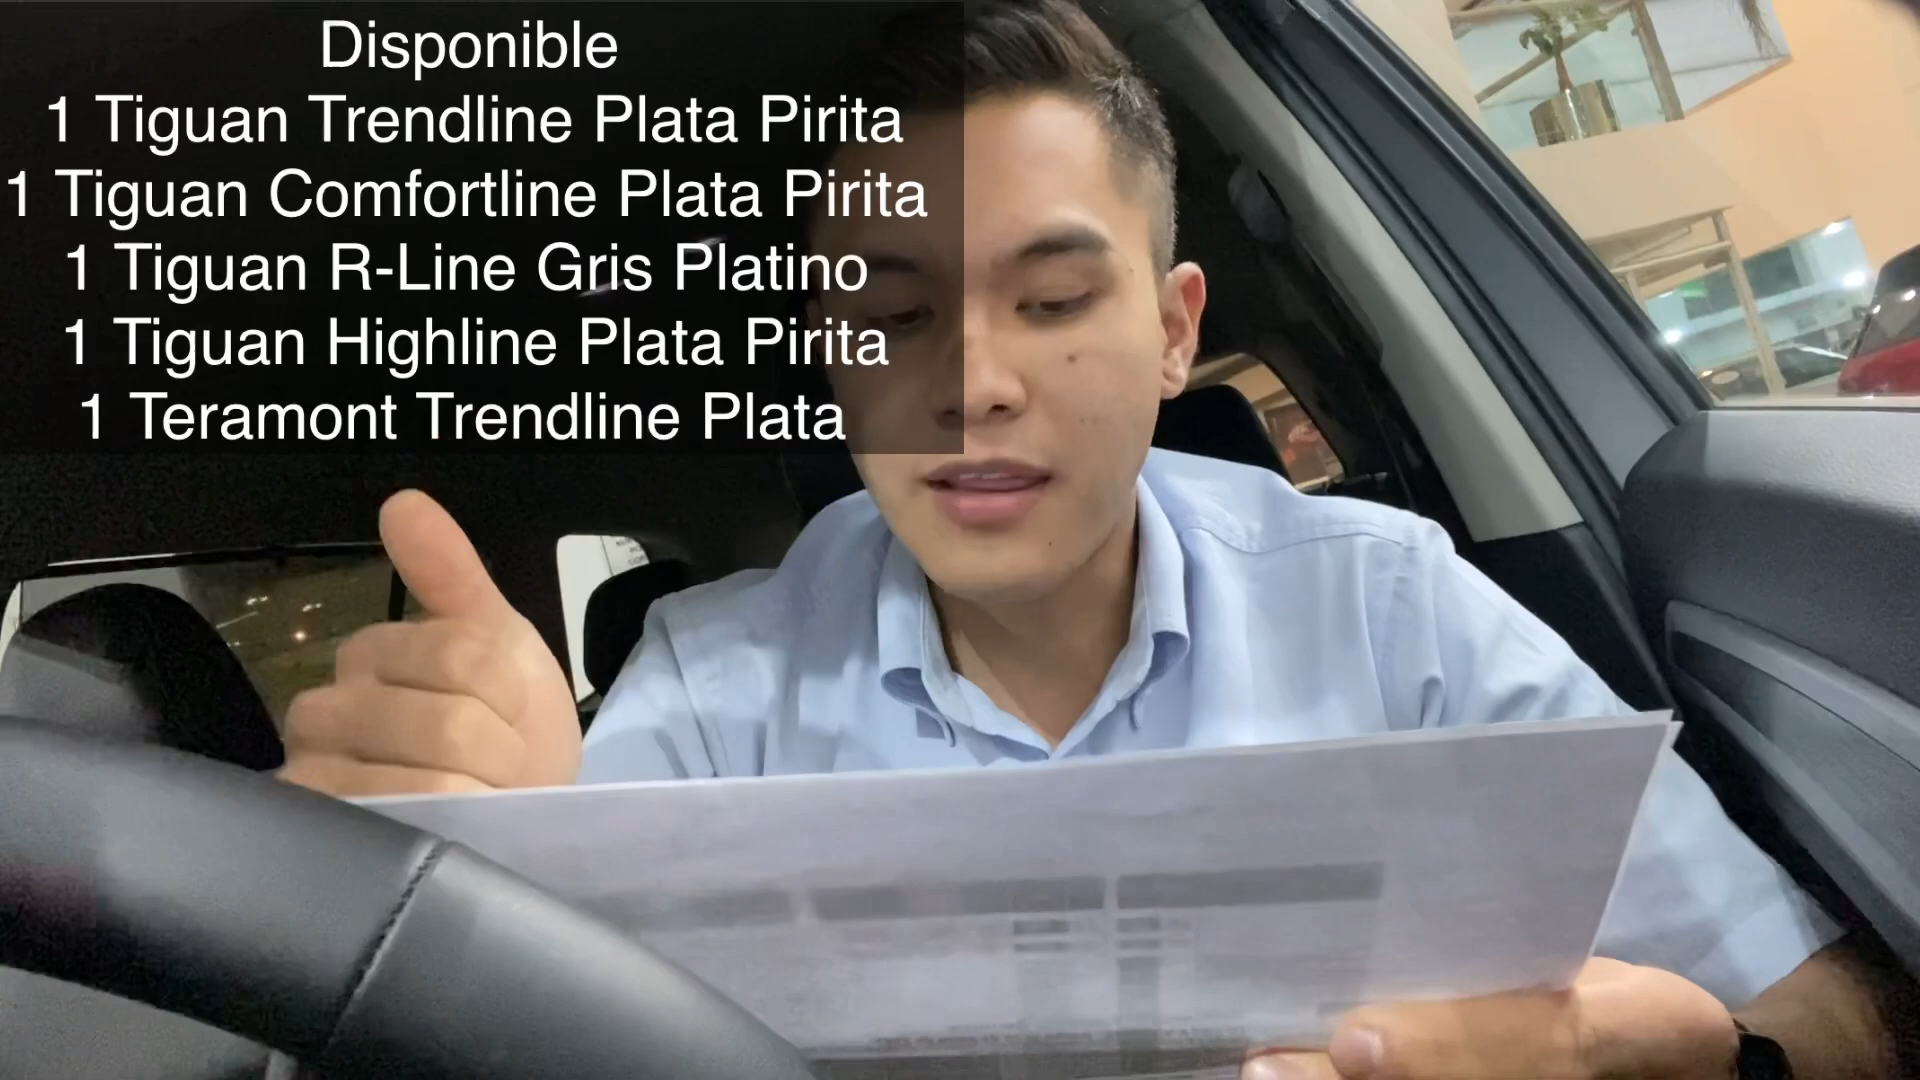 Disponible
1 Tiguan Trendline Plata Pirita
1 Tiguan Comfortline Plata Pirita
1 Tiguan R-Line Gris Platino
1 Tiguan Highline Plata Pirita
1 Teramont Trendline Plata